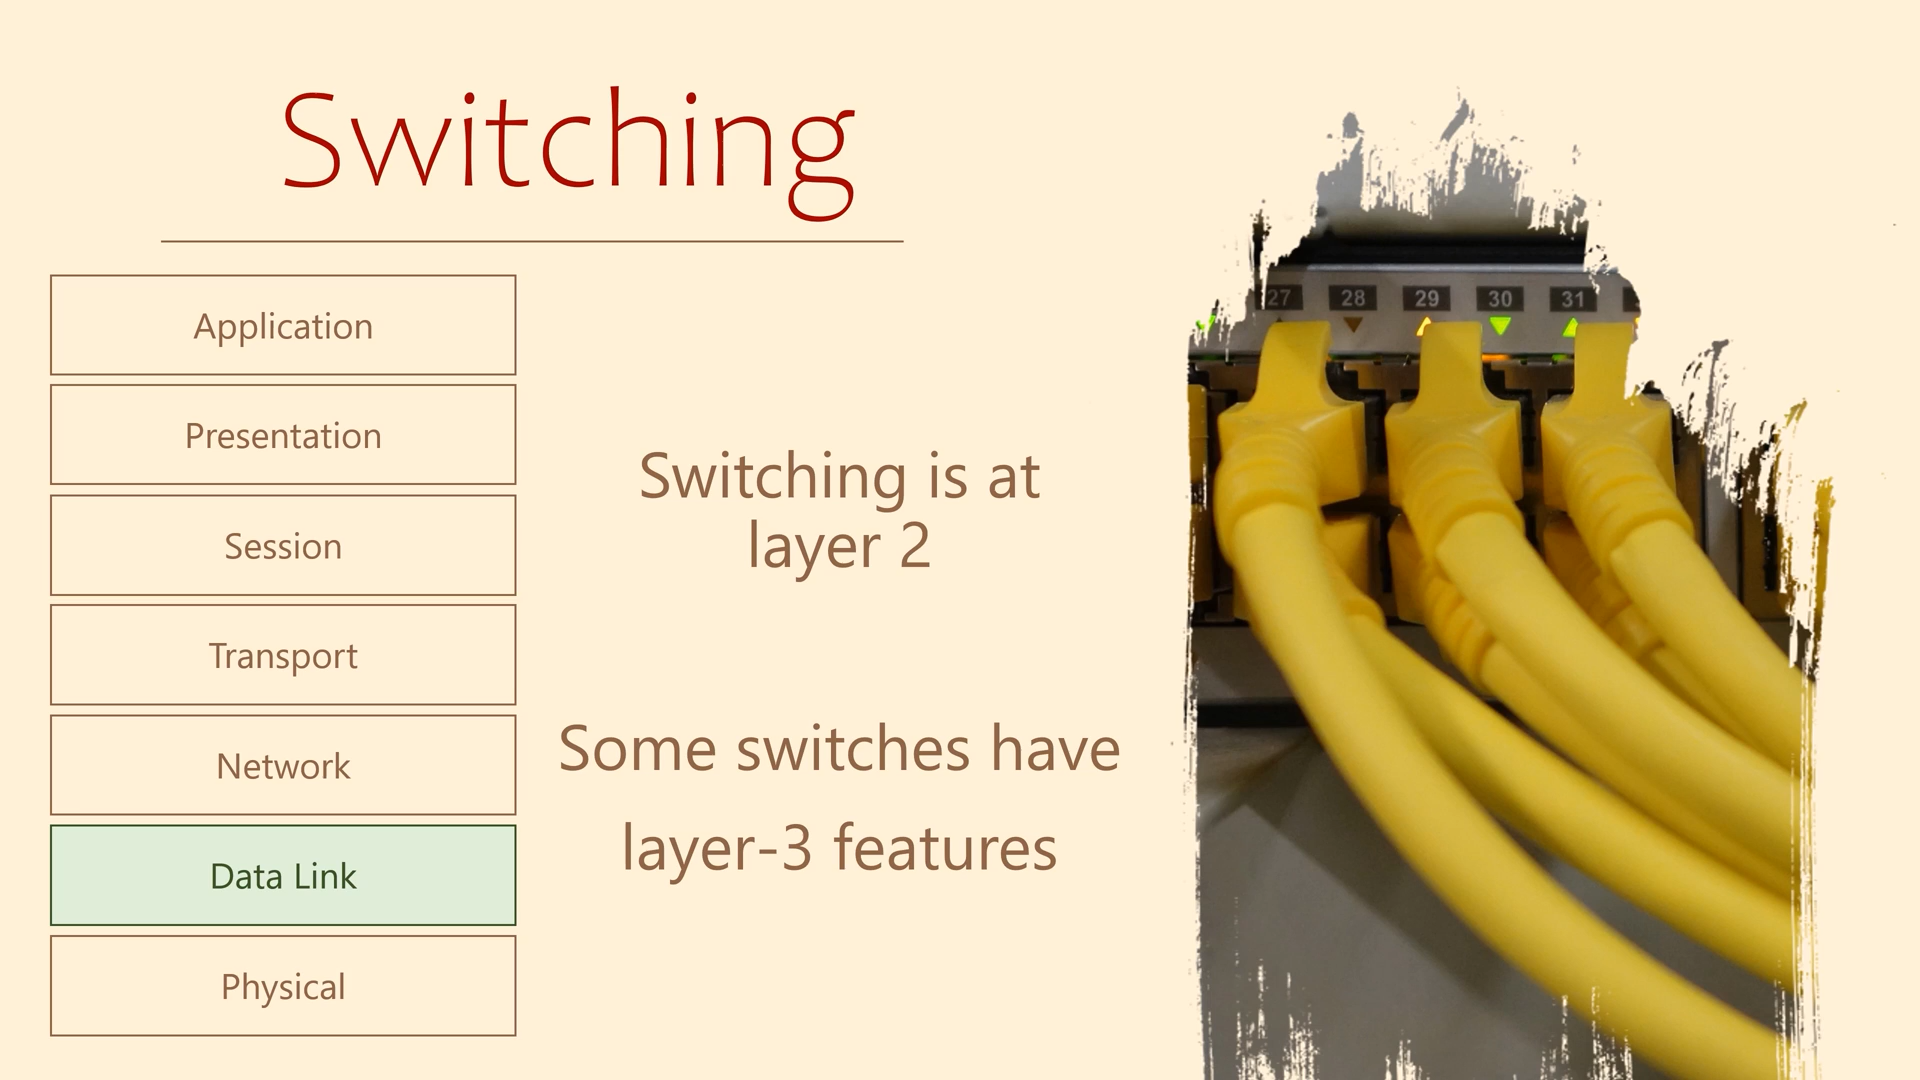 Switching
Application
Presentation
Session
Transport
Network
Data Link
Physical
Switching is at
layer 2
Some switches have
layer-3 features
27 28 29 30 31